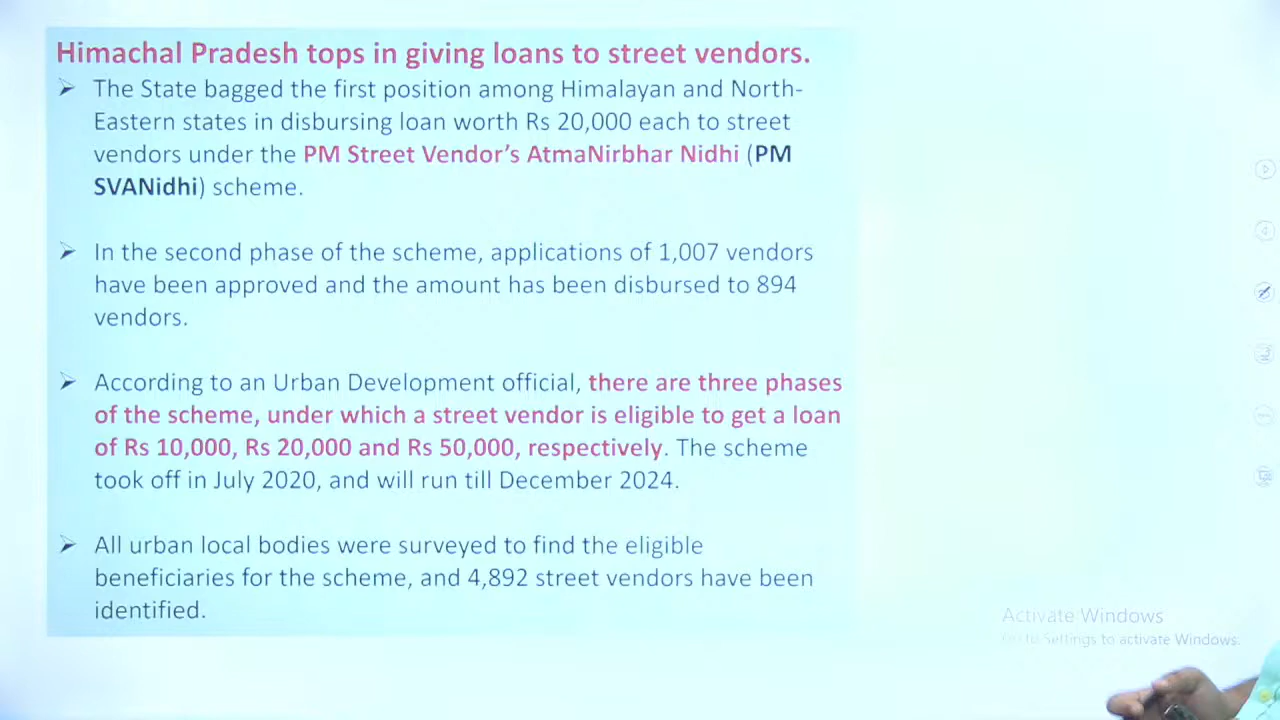 Himachal Pradesh tops in giving loans to street vendors.
➢ The State bagged the first position among Himalayan and North-
Eastern states in disbursing loan worth Rs 20,000 each to street
vendors under the PM Street Vendor’s AtmaNirbhar Nidhi (PM
SVANidhi) scheme.
➢ In the second phase of the scheme, applications of 1,007 vendors
have been approved and the amount has been disbursed to 894
vendors.
➢ According to an Urban Development official, there are three phases
of the scheme, under which a street vendor is eligible to get a loan
of Rs 10,000, Rs 20,000 and Rs 50,000, respectively. The scheme
took off in July 2020, and will run till December 2024.
➢ All urban local bodies were surveyed to find the eligible
beneficiaries for the scheme, and 4,892 street vendors have been
identified.
Activate Windows
Go to Settings to activate Windows.